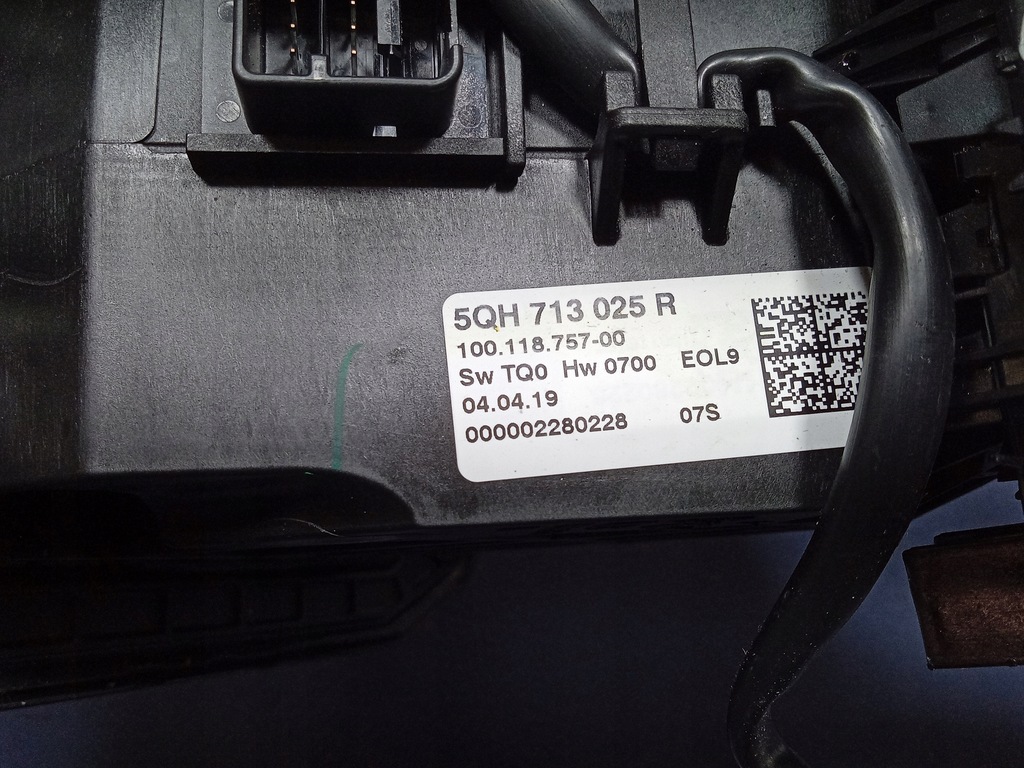 5QH 713 025 R
100.118.757-00
Sw TQ0 Hw 0700 EOL9
04.04.19
000002280228 07S